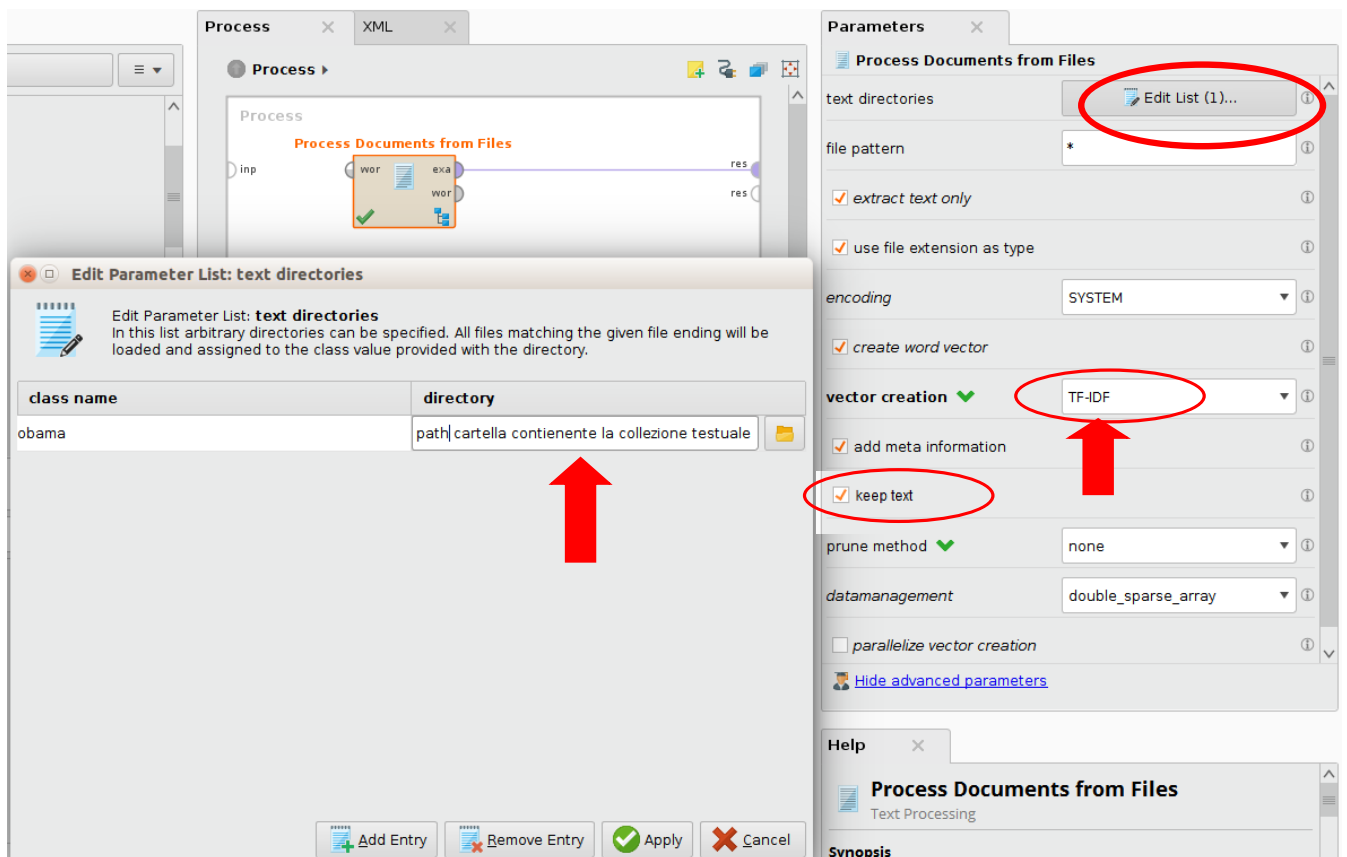 Process
XML
Process
Process
Process Documents from Files
inp
wor
exa
wor
res
res
Edit Parameter List: text directories
Edit Parameter List: text directories
In this list arbitrary directories can be specified. All files matching the given file ending will be
loaded and assigned to the class value provided with the directory.
class name
directory
obama
path cartella contienente la collezione testuale
Add Entry
Remove Entry
Apply
Cancel
Parameters
Process Documents from Files
text directories
Edit List (1)...
file pattern
*
extract text only
use file extension as type
encoding
SYSTEM
create word vector
vector creation
TF-IDF
add meta information
keep text
prune method
none
datamanagement
double_sparse_array
parallelize vector creation
Hide advanced parameters
Help
Process Documents from Files
Text Processing
Synopsis